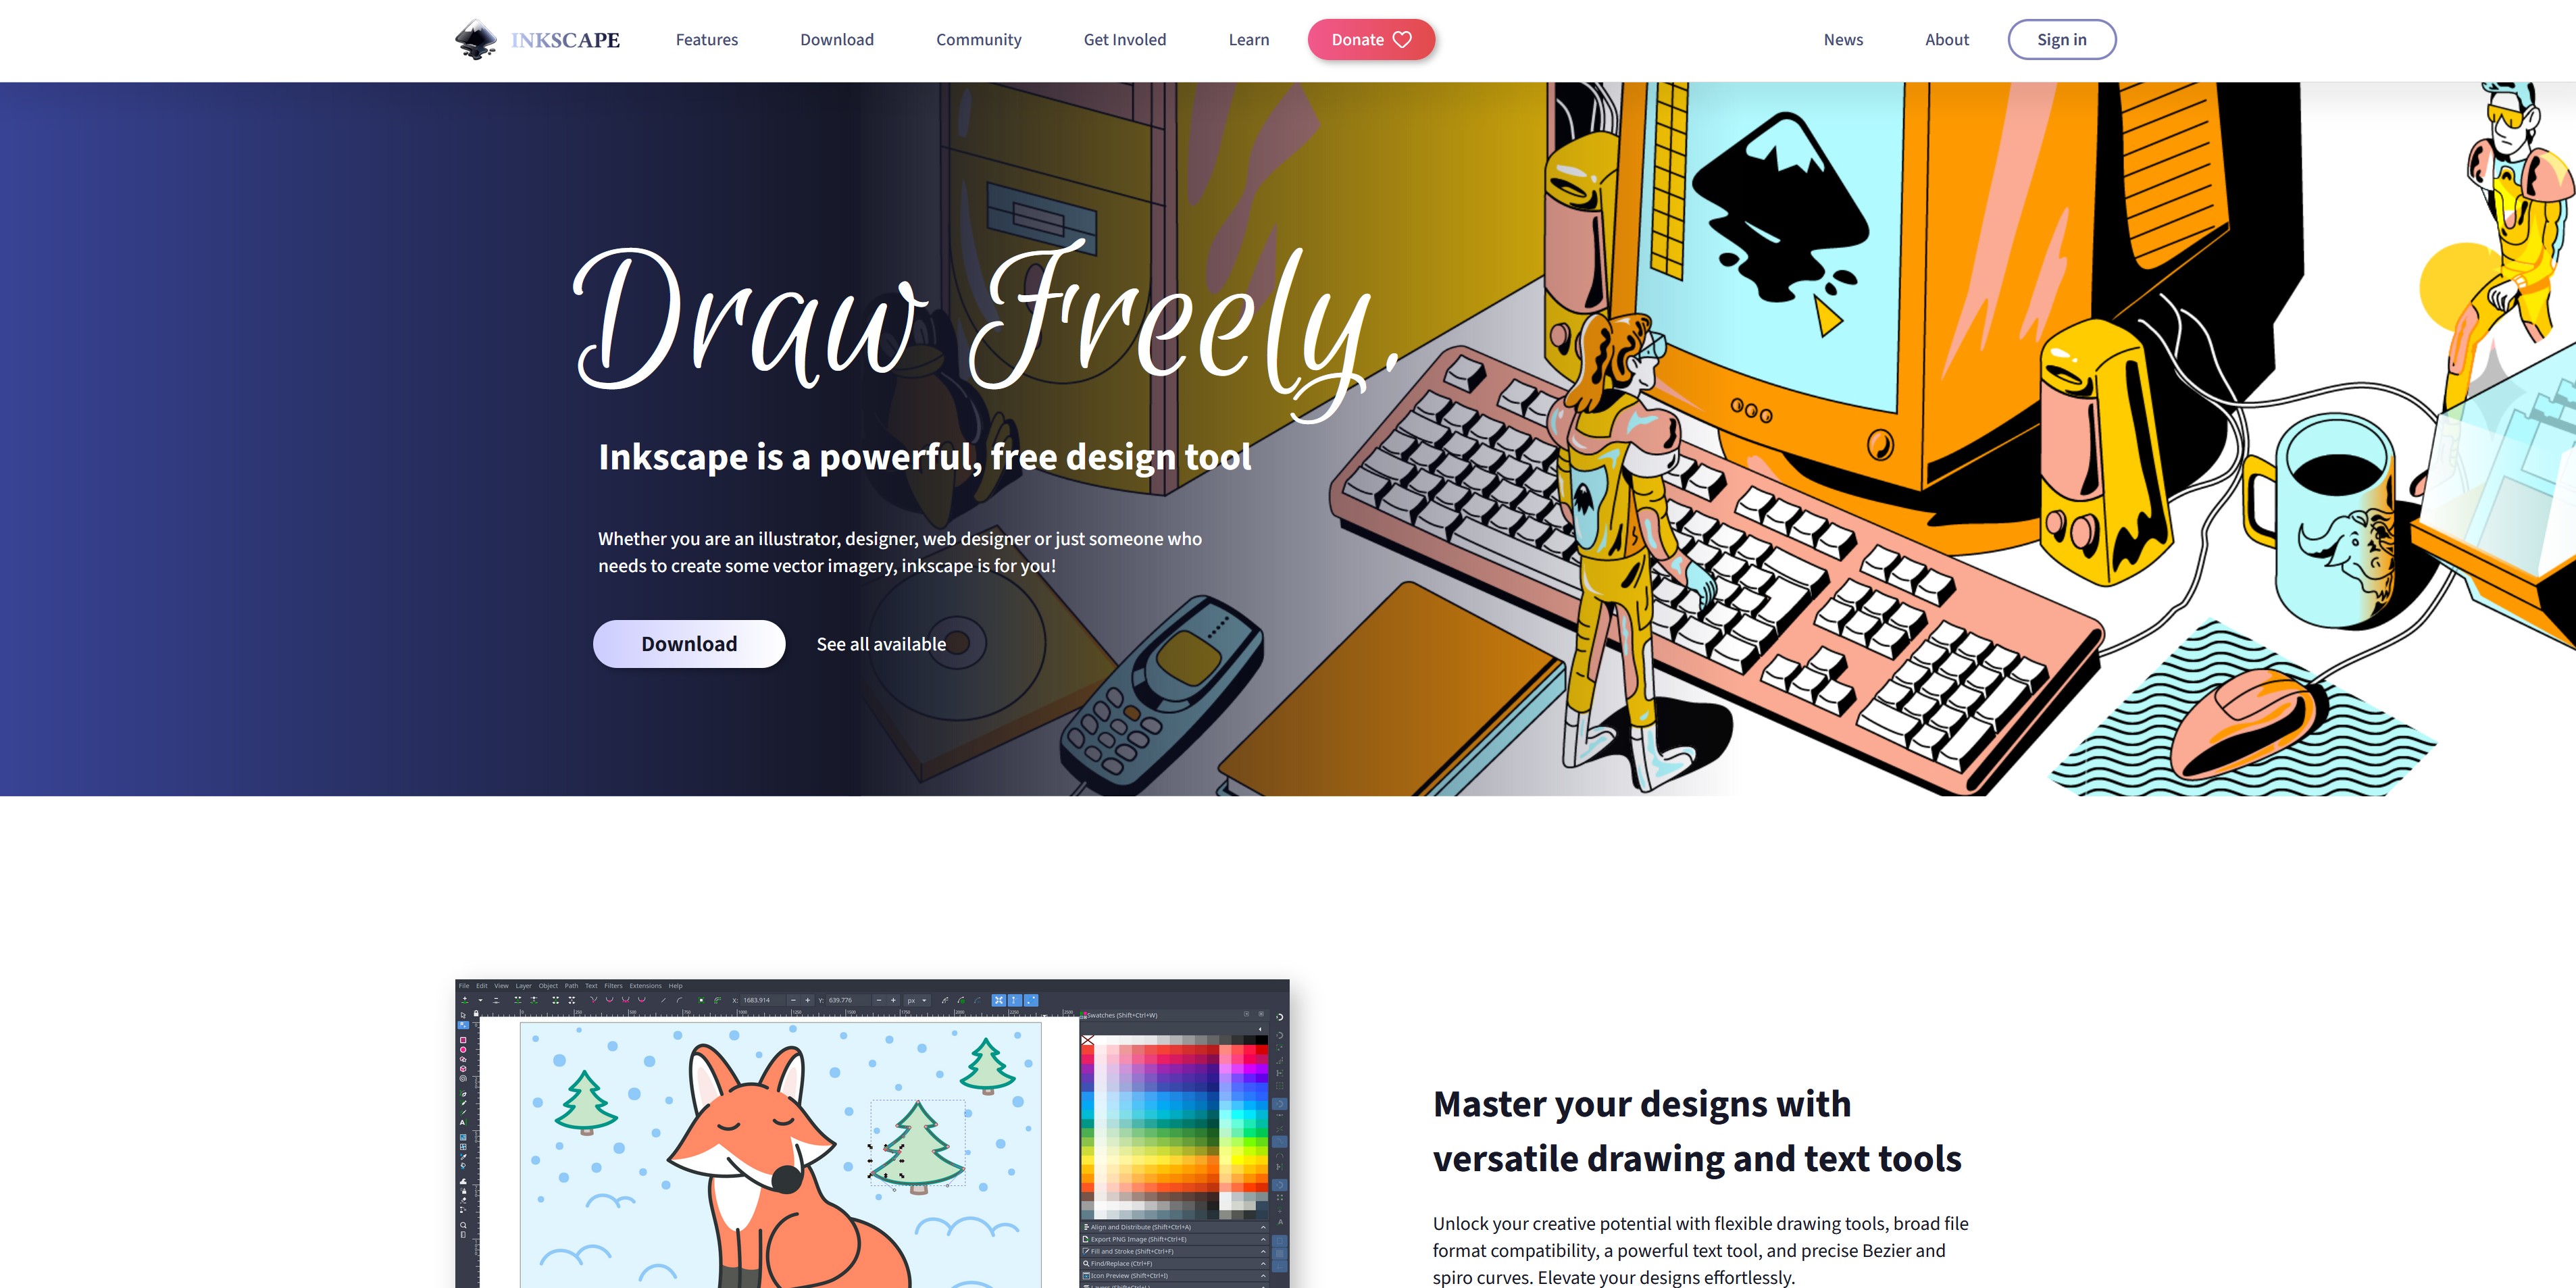 INKSCAPE
Features
Download
Community
Get Involed
Learn
Donate
News
About
Sign in
Draw Freely.
Inkscape is a powerful, free design tool
Whether you are an illustrator, designer, web designer or just someone who
needs to create some vector imagery, inkscape is for you!
Download
See all available
File Edit View Layer Object Path Text Filters Extensions Help
X: 1683.914
Y: 639.776
px
Swatches (Shift+Ctrl+W)
Align and Distribute (Shift+Ctrl+A)
Export PNG Image (Shift+Ctrl+E)
Fill and Stroke (Shift+Ctrl+F)
Find/Replace (Ctrl+F)
Icon Preview (Shift+Ctrl+I)
Master your designs with
versatile drawing and text tools
Unlock your creative potential with flexible drawing tools, broad file
format compatibility, a powerful text tool, and precise Bezier and
spiro curves. Elevate your designs effortlessly.